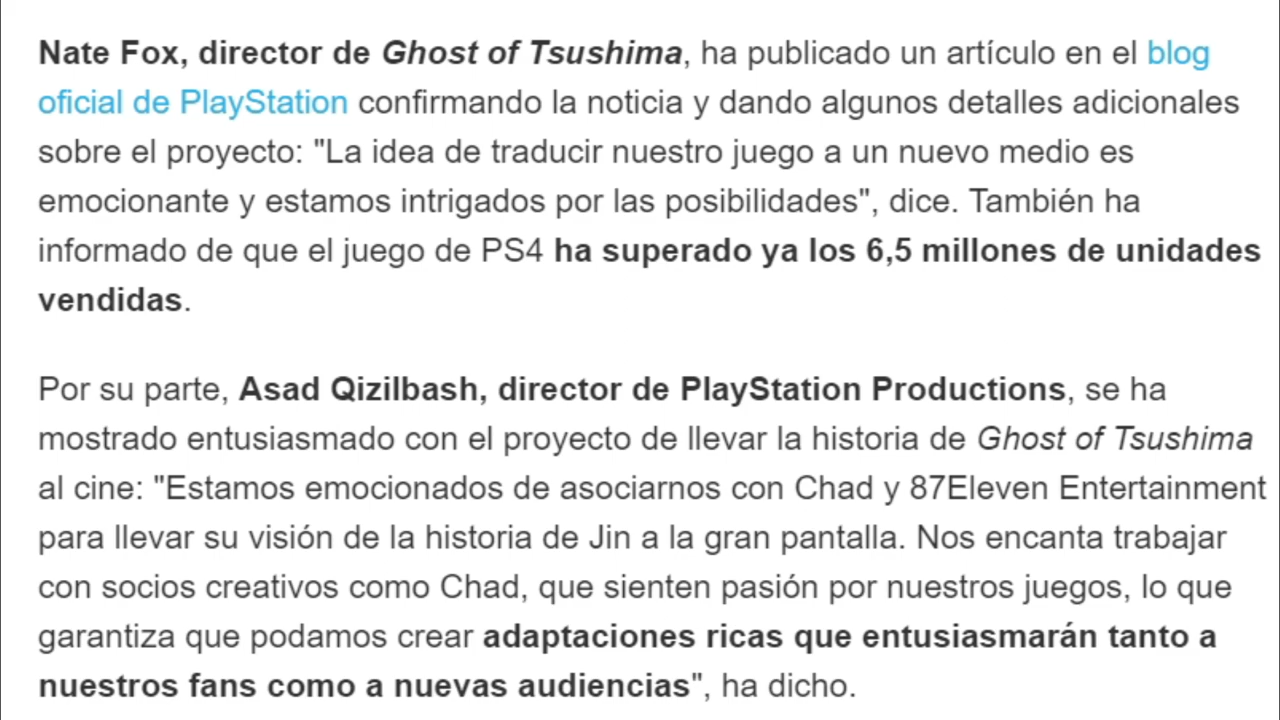 Nate Fox, director de Ghost of Tsushima, ha publicado un artículo en el blog
oficial de PlayStation confirmando la noticia y dando algunos detalles adicionales
sobre el proyecto: "La idea de traducir nuestro juego a un nuevo medio es
emocionante y estamos intrigados por las posibilidades", dice. También ha
informado de que el juego de PS4 ha superado ya los 6,5 millones de unidades
vendidas.
Por su parte, Asad Qizilbash, director de PlayStation Productions, se ha
mostrado entusiasmado con el proyecto de llevar la historia de Ghost of Tsushima
al cine: "Estamos emocionados de asociarnos con Chad y 87Eleven Entertainment
para llevar su visión de la historia de Jin a la gran pantalla. Nos encanta trabajar
con socios creativos como Chad, que sienten pasión por nuestros juegos, lo que
garantiza que podamos crear adaptaciones ricas que entusiasmarán tanto a
nuestros fans como a nuevas audiencias", ha dicho.